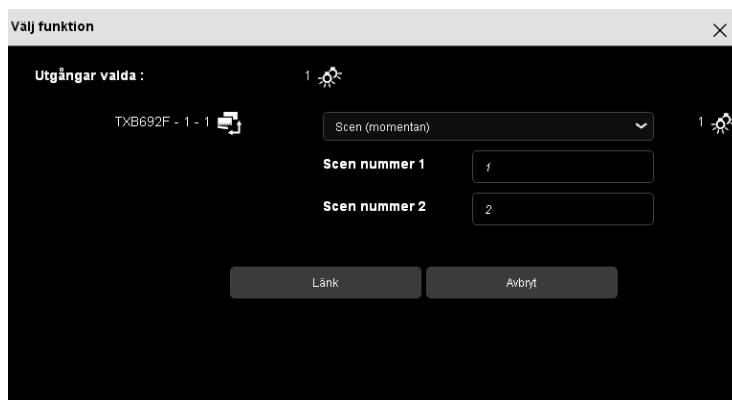 Välj funktion
Utgångar valda : 1
TXB692F - 1 - 1 Scen (momentan) 1
Scen nummer 1 1
Scen nummer 2 2
Länk Avbryt